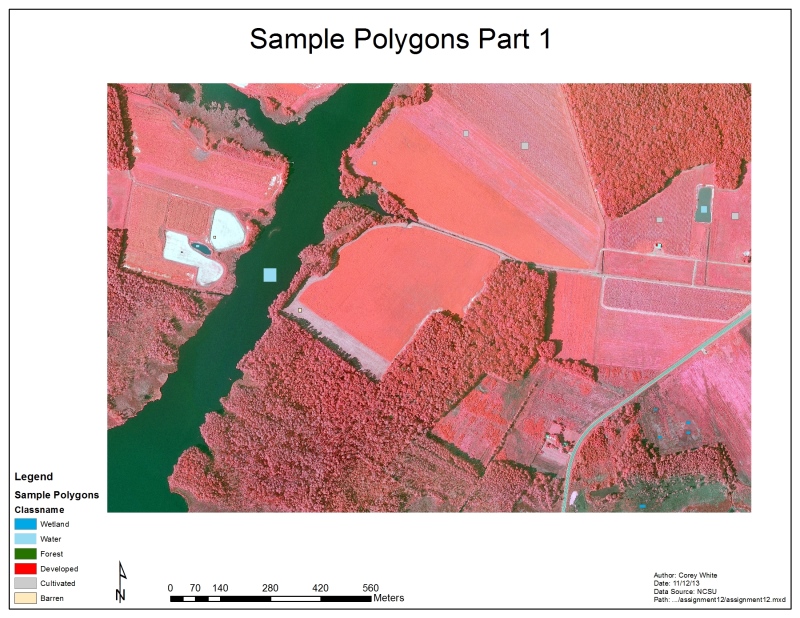 Sample Polygons Part 1
Legend
Sample Polygons
Classname
Wetland
Water
Forest
Developed
Cultivated
Barren
N
0 70 140 280 420 560
Meters
Author: Corey White
Date: 11/12/13
Data Source: NCSU
Path: .../assignment12/assignment12.mxd